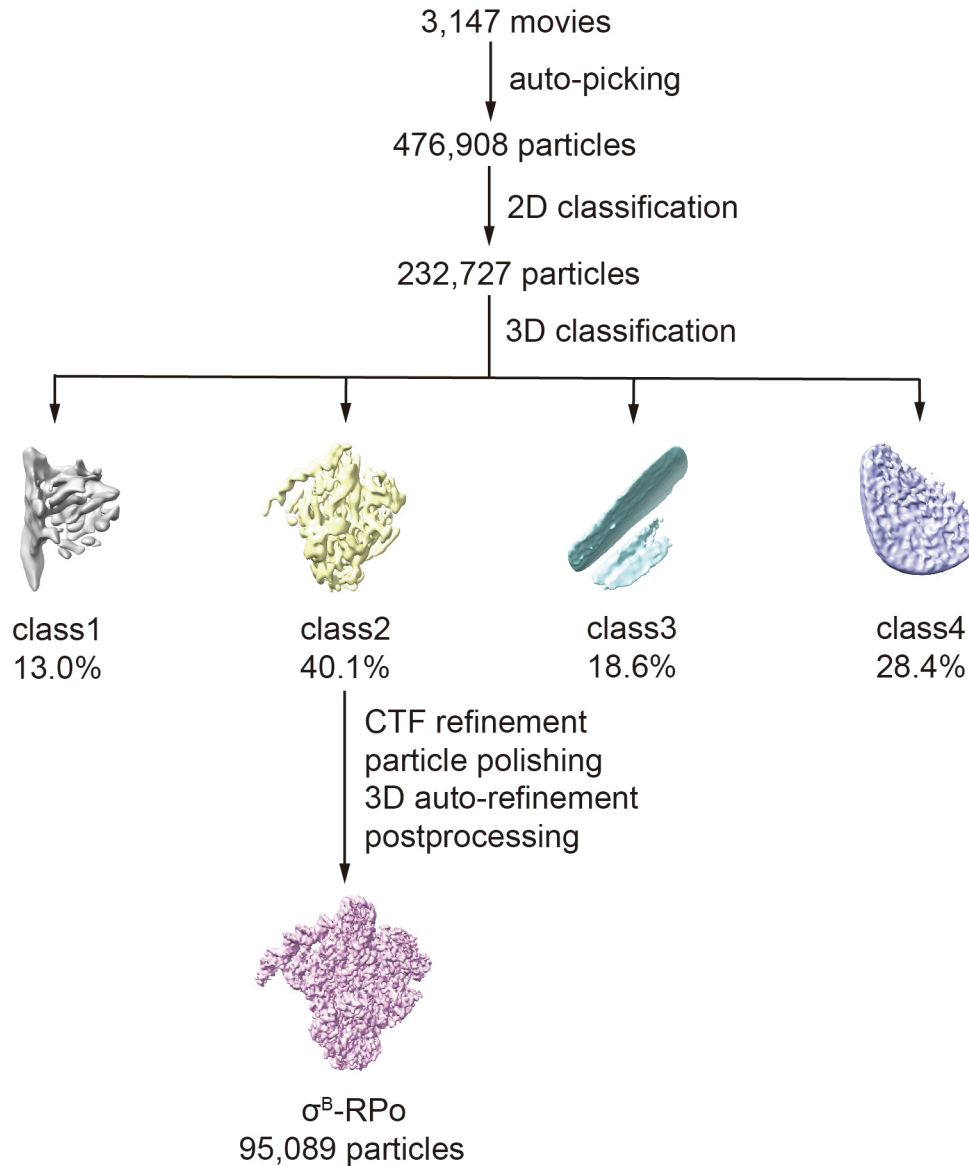 3,147 movies
auto-picking
476,908 particles
2D classification
232,727 particles
3D classification
class1
13.0%
class2
40.1%
class3
18.6%
class4
28.4%
CTF refinement
particle polishing
3D auto-refinement
postprocessing
σᴮ-RPo
95,089 particles